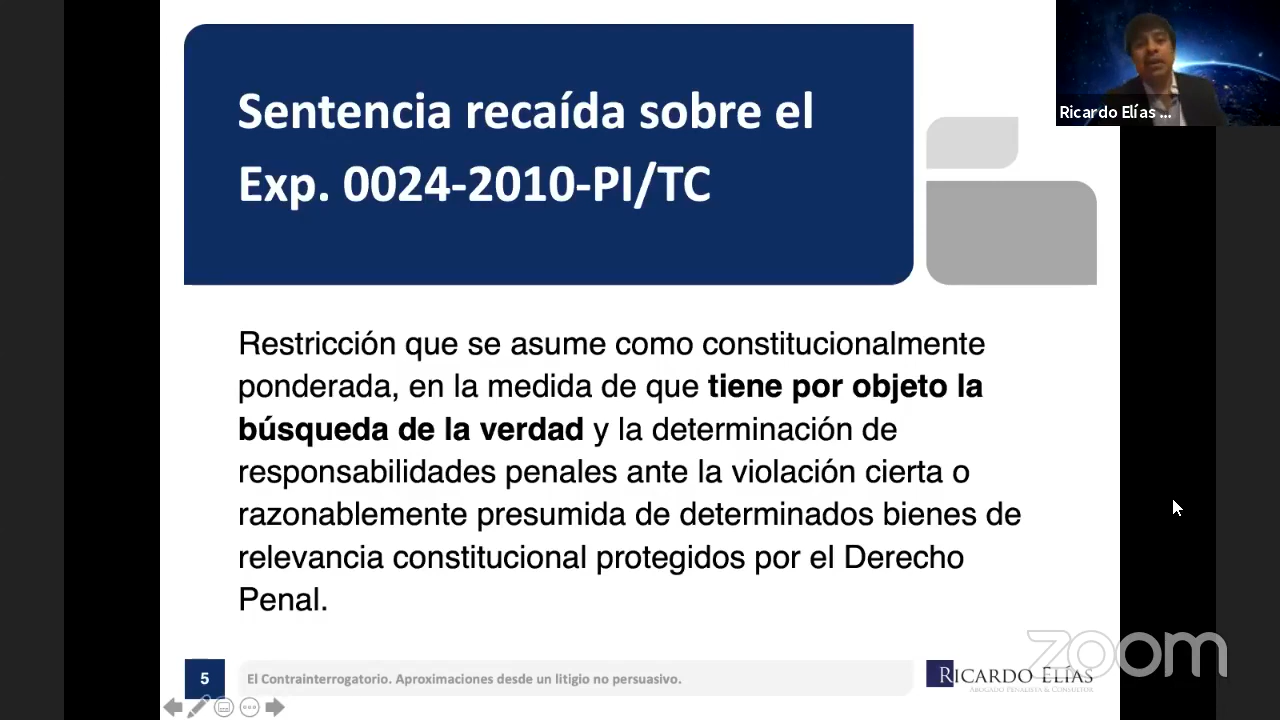 Sentencia recaída sobre el
Exp. 0024-2010-PI/TC
Ricardo Elías ...
Restricción que se asume como constitucionalmente
ponderada, en la medida de que tiene por objeto la
búsqueda de la verdad y la determinación de
responsabilidades penales ante la violación cierta o
razonablemente presumida de determinados bienes de
relevancia constitucional protegidos por el Derecho
Penal.
5
El Contrainterrogatorio. Aproximaciones desde un litigio no persuasivo.
RICARDO ELÍAS
ABOGADO PENALISTA & CONSULTOR
zoom